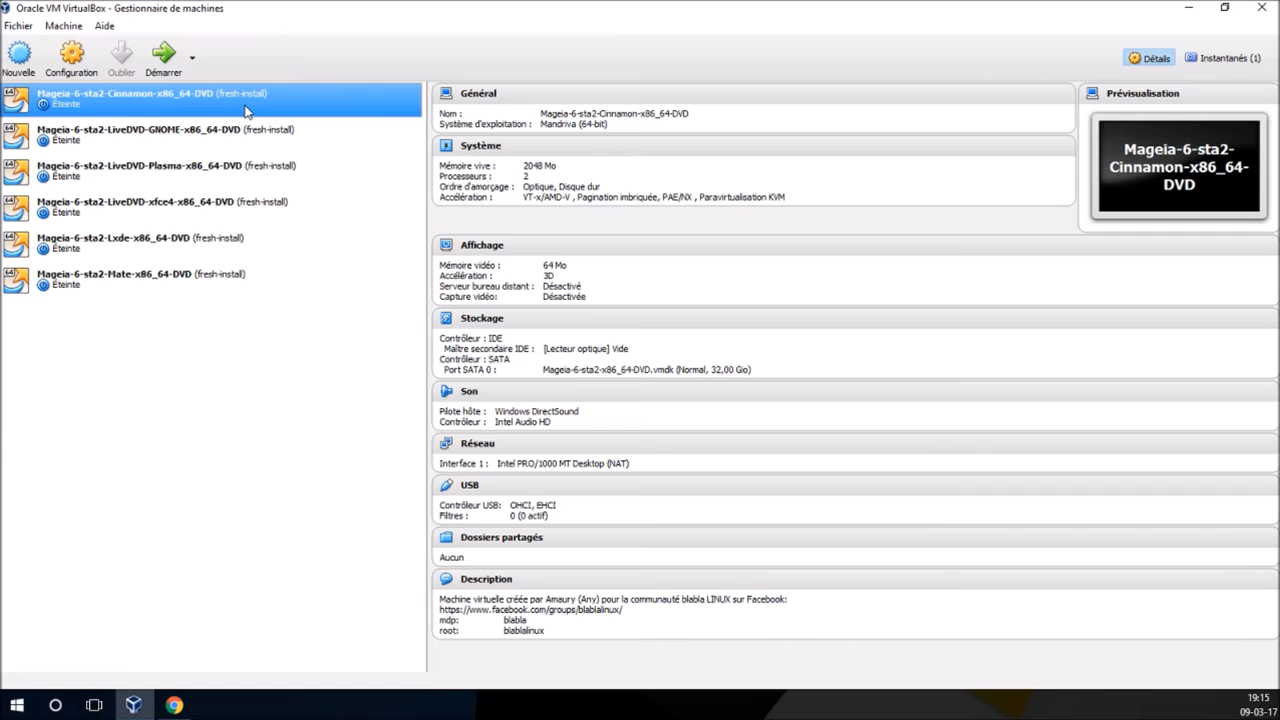 Oracle VM VirtualBox - Gestionnaire de machines
Fichier Machine Aide
Nouvelle Configuration Oublier Démarrer
Détails Instantanés (1)
64 Mageia-6-sta2-Cinnamon-x86_64-DVD (fresh-install)
Éteinte
64 Mageia-6-sta2-LiveDVD-GNOME-x86_64-DVD (fresh-install)
Éteinte
64 Mageia-6-sta2-LiveDVD-Plasma-x86_64-DVD (fresh-install)
Éteinte
64 Mageia-6-sta2-LiveDVD-xfce4-x86_64-DVD (fresh-install)
Éteinte
64 Mageia-6-sta2-Lxde-x86_64-DVD (fresh-install)
Éteinte
64 Mageia-6-sta2-Mate-x86_64-DVD (fresh-install)
Éteinte
Général
Nom : Mageia-6-sta2-Cinnamon-x86_64-DVD
Système d'exploitation : Mandriva (64-bit)
Système
Mémoire vive : 2048 Mo
Processeurs : 2
Ordre d'amorçage : Optique, Disque dur
Accélération : VT-x/AMD-V , Pagination imbriquée, PAE/NX , Paravirtualisation KVM
Affichage
Mémoire vidéo : 64 Mo
Accélération : 3D
Serveur bureau distant : Désactivé
Capture vidéo: Désactivée
Stockage
Contrôleur : IDE
Maître secondaire IDE : [Lecteur optique] Vide
Contrôleur : SATA
Port SATA 0 : Mageia-6-sta2-x86_64-DVD.vmdk (Normal, 32,00 Gio)
Son
Pilote hôte : Windows DirectSound
Contrôleur : Intel Audio HD
Réseau
Interface 1 : Intel PRO/1000 MT Desktop (NAT)
USB
Contrôleur USB: OHCI, EHCI
Filtres : 0 (0 actif)
Dossiers partagés
Aucun
Description
Machine virtuelle créée par Amaury (Any) pour la communauté blabla LINUX sur Facebook:
https://www.facebook.com/groups/blablalinux/
mdp: blabla
root: blablalinux
Prévisualisation
Mageia-6-sta2-
Cinnamon-x86_64-
DVD
19:15
09-03-17